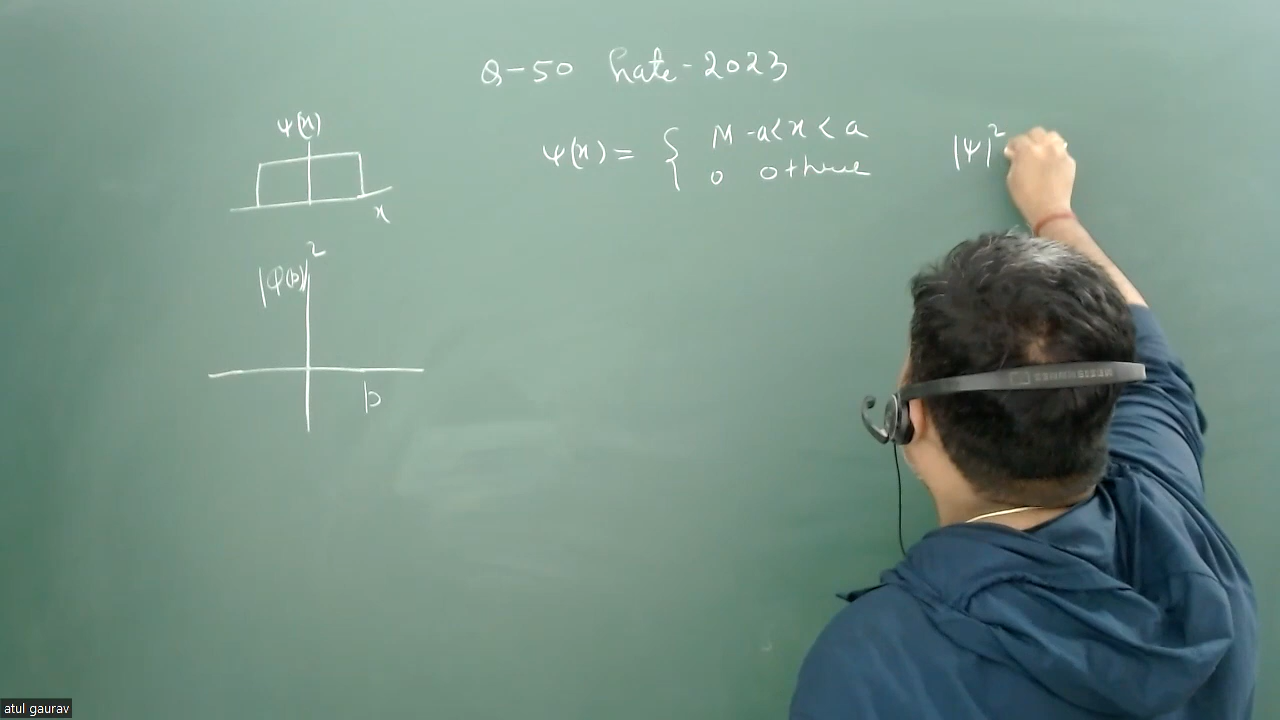 Q-50 Gate-2023
ψ(x)
x
|φ(p)|²
p
ψ(x) = { M -a<x<a
0 otherwise
|ψ|²
atul gaurav